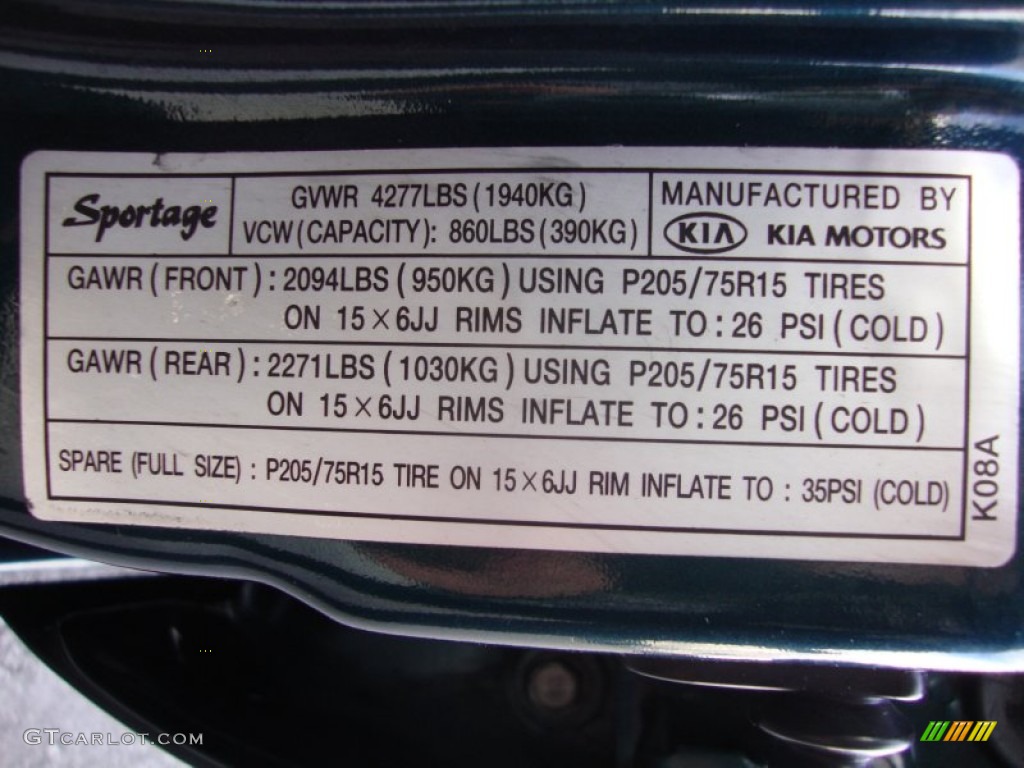 Sportage
GVWR 4277LBS(1940KG)
VCW(CAPACITY): 860LBS(390KG)
MANUFACTURED BY
KIA KIA MOTORS
GAWR(FRONT):2094LBS(950KG)USING P205/75R15 TIRES
ON 15×6JJ RIMS INFLATE TO:26 PSI(COLD)
GAWR(REAR):2271LBS(1030KG)USING P205/75R15 TIRES
ON 15×6JJ RIMS INFLATE TO:26 PSI(COLD)
SPARE (FULL SIZE) : P205/75R15 TIRE ON 15×6JJ RIM INFLATE TO : 35PSI (COLD)
K08A
GTCarLot.com